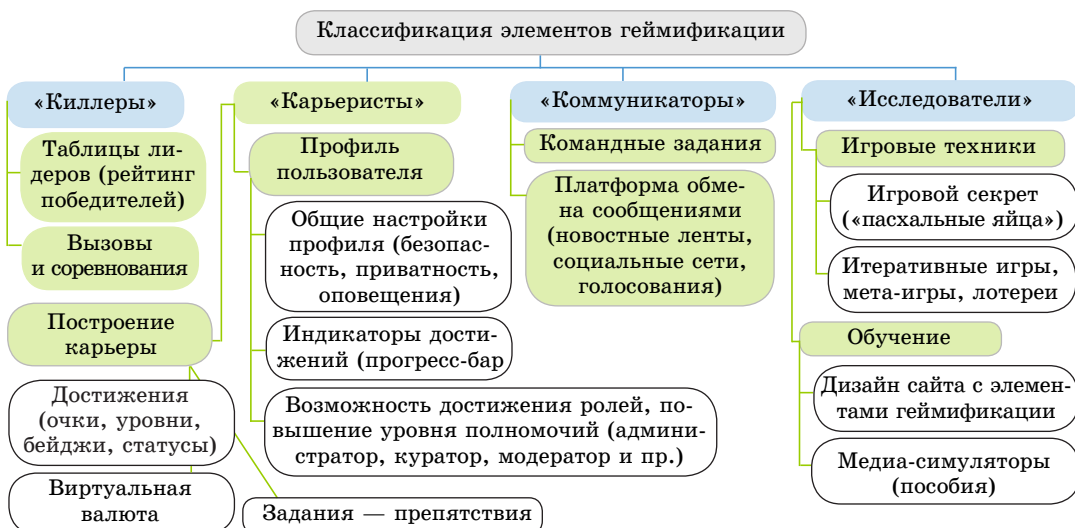 Классификация элементов геймификации
«Киллеры»
Таблицы ли-
деров (рейтинг
победителей)
Вызовы
и соревнования
«Карьеристы»
Построение
карьеры
Достижения
(очки, уровни,
бейджи, статусы)
Виртуальная
валюта
Задания — препятствия
Профиль
пользователя
Общие настройки
профиля (безопас-
ность, приватность,
оповещения)
Индикаторы дости-
жений (прогресс-бар
Возможность достижения ролей, по-
вышение уровня полномочий (админи-
стратор, куратор, модератор и пр.)
«Коммуникаторы»
Командные задания
Платформа обме-
на сообщениями
(новостные ленты,
социальные сети,
голосования)
«Исследователи»
Игровые техники
Игровой секрет
(«пасхальные яйца»)
Итеративные игры,
мета-игры, лотереи
Обучение
Дизайн сайта с элемен-
тами геймификации
Медиа-симуляторы
(пособия)